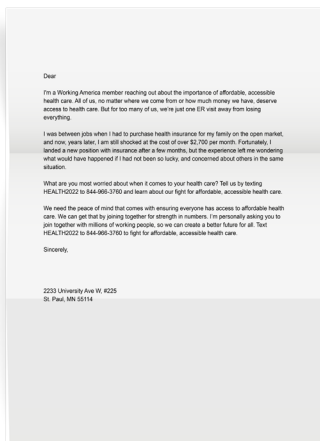 Dear
I'm a Working America member reaching out about the importance of affordable, accessible
health care. All of us, no matter where we come from or how much money we have, deserve
access to health care. But for too many of us, we're just one ER visit away from losing
everything.
I was between jobs when I had to purchase health insurance for my family on the open market,
and now, years later, I am still shocked at the cost of over $2,700 per month. Fortunately, I
landed a new position with insurance after a few months, but the experience left me wondering
what would have happened if I had not been so lucky, and concerned about others in the same
situation.
What are you most worried about when it comes to your health care? Tell us by texting
HEALTH2022 to 844-966-3760 and learn about our fight for affordable, accessible health care.
We need the peace of mind that comes with ensuring everyone has access to affordable health
care. We can get that by joining together for strength in numbers. I'm personally asking you to
join together with millions of working people, so we can create a better future for all. Text
HEALTH2022 to 844-966-3760 to fight for affordable, accessible health care.
Sincerely,
2233 University Ave W, #225
St. Paul, MN 55114